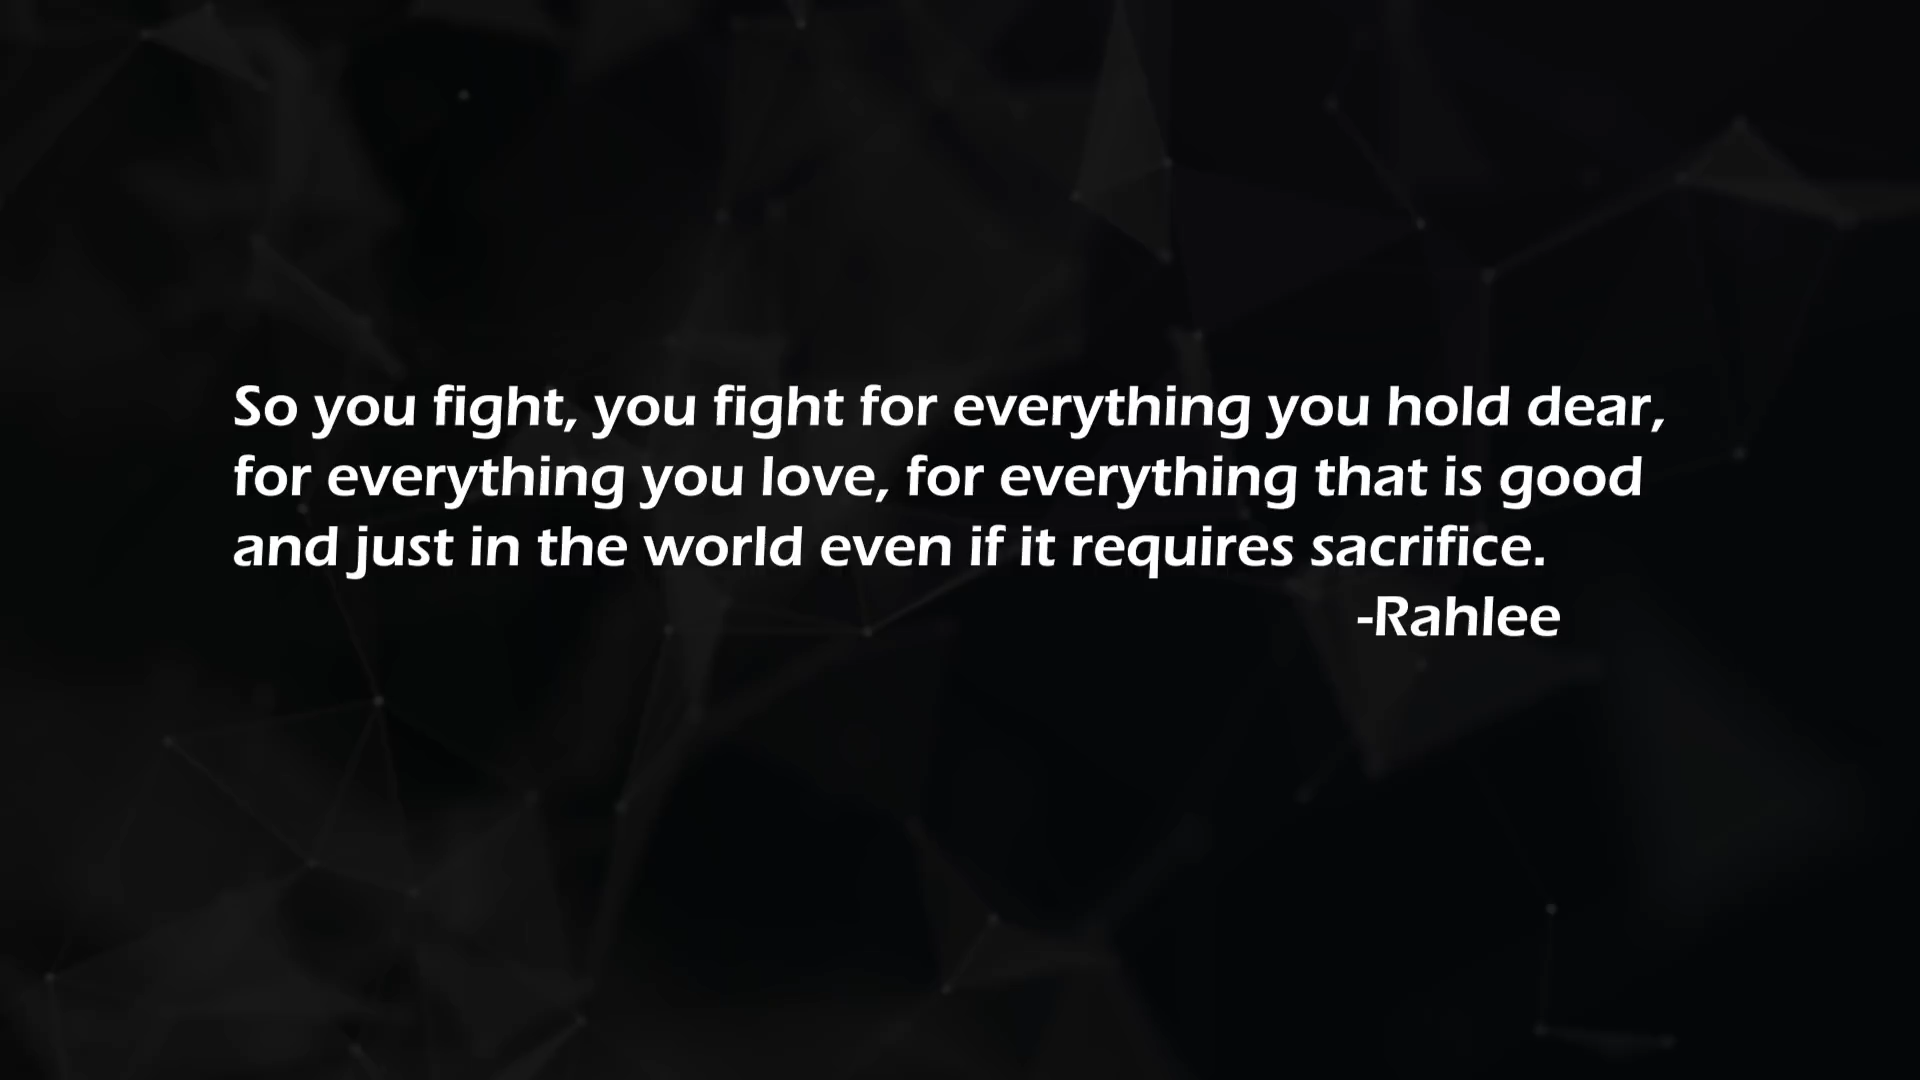 So you fight, you fight for everything you hold dear,
for everything you love, for everything that is good
and just in the world even if it requires sacrifice.
-Rahlee